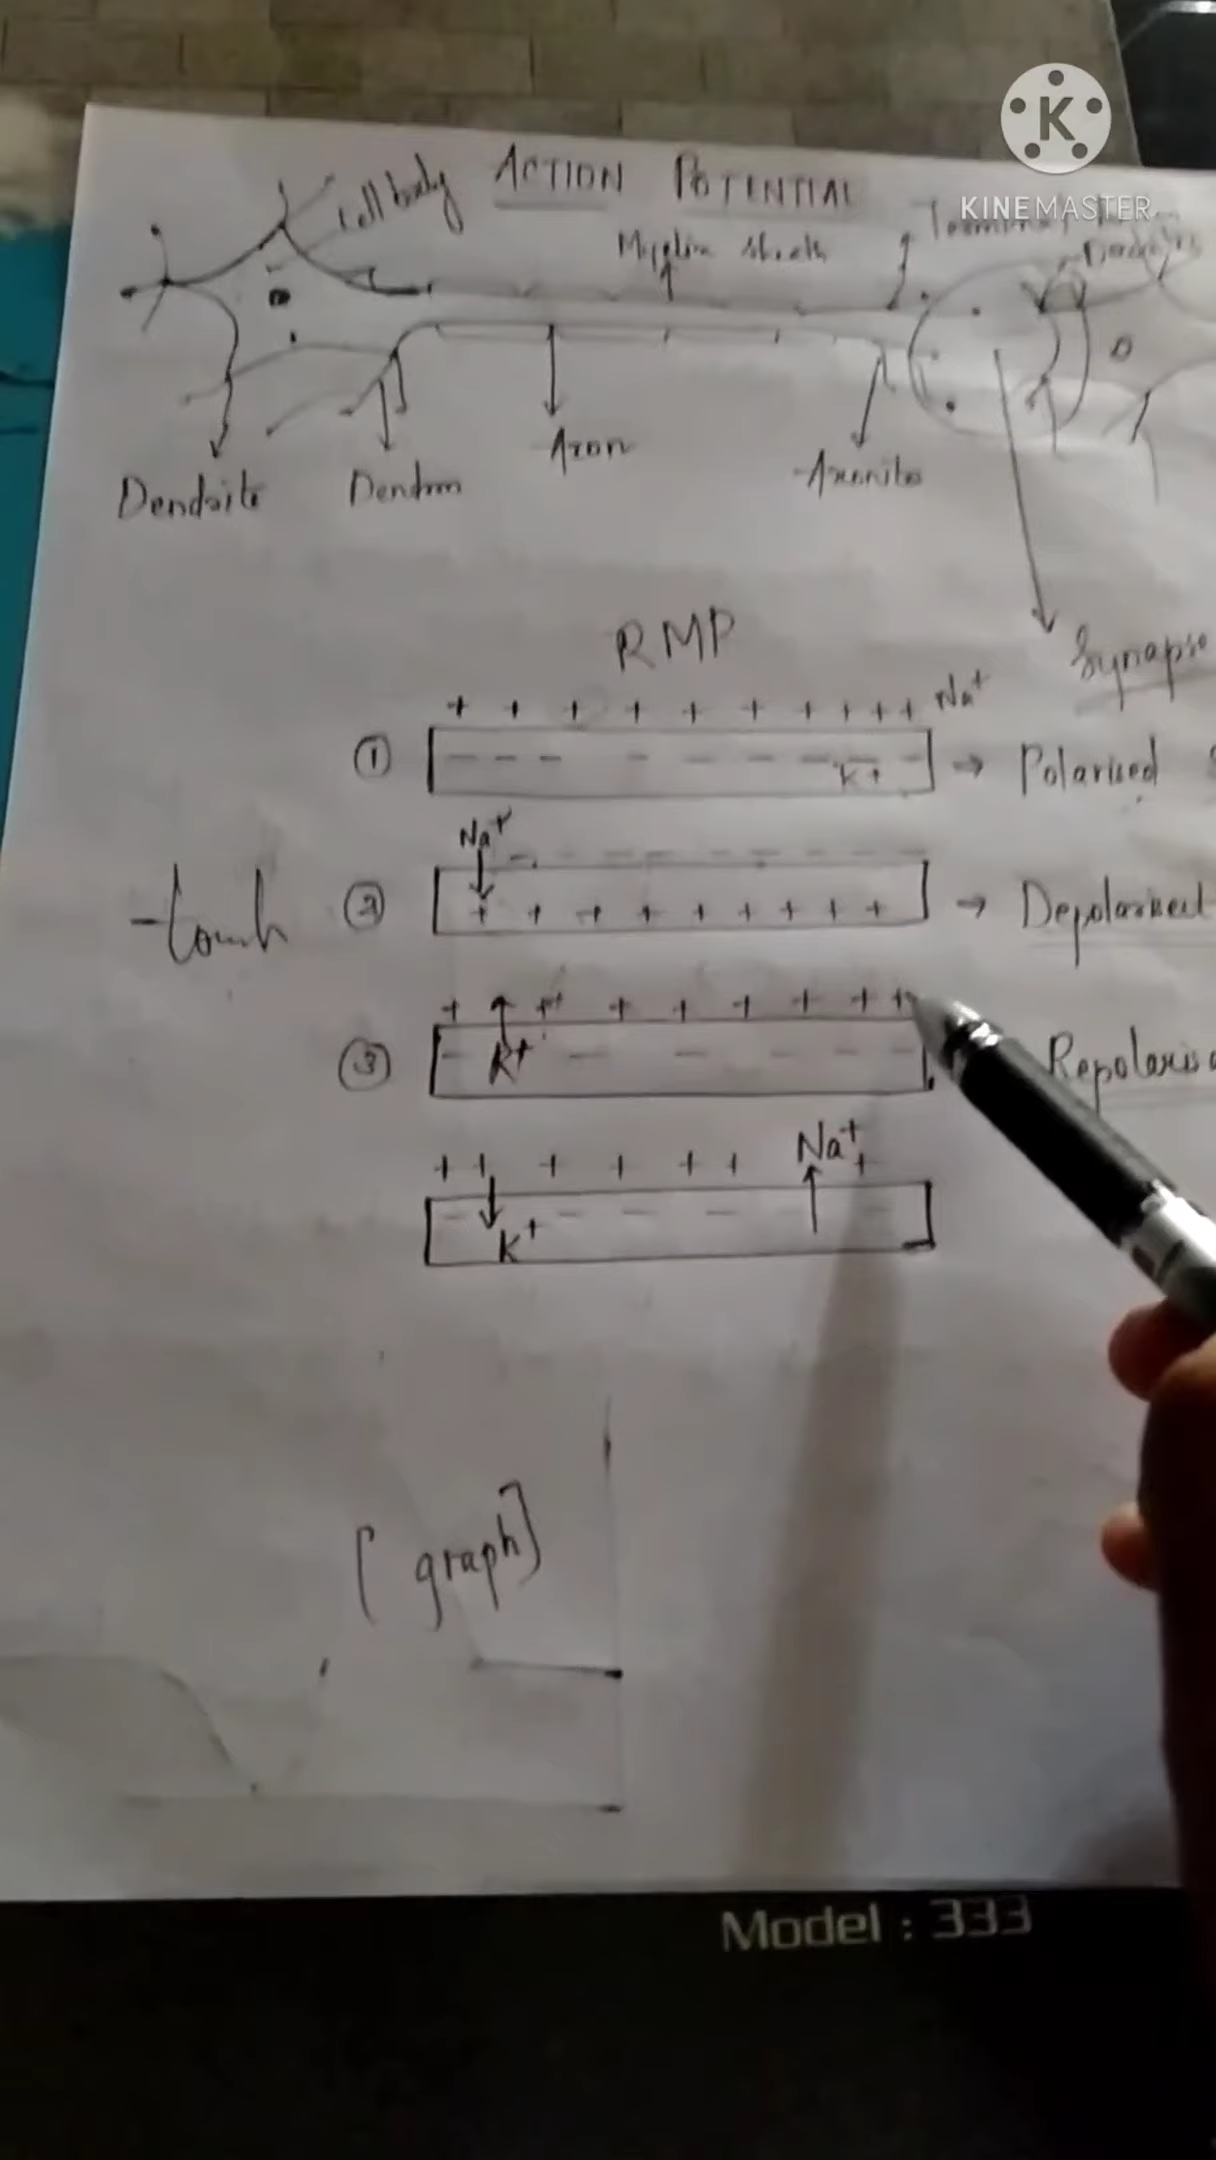 K
KINEMASTER
ACTION POTENTIAL
Cell body
Myelin sheath
Dendrite
Dendron
Axon
Axonite
Synapse
RMP
+ + + + + + + + + + Na+
① - - - - - - - - - K+ → Polarised
Na+ - - - - - - - -
touch ② + + + + + + + + + → Depolarised
+ ++ + + + + + +
③ - K+ - - - - -
+ + + + + + Na+ +
- K+ - - - -
[graph]
Model : 333